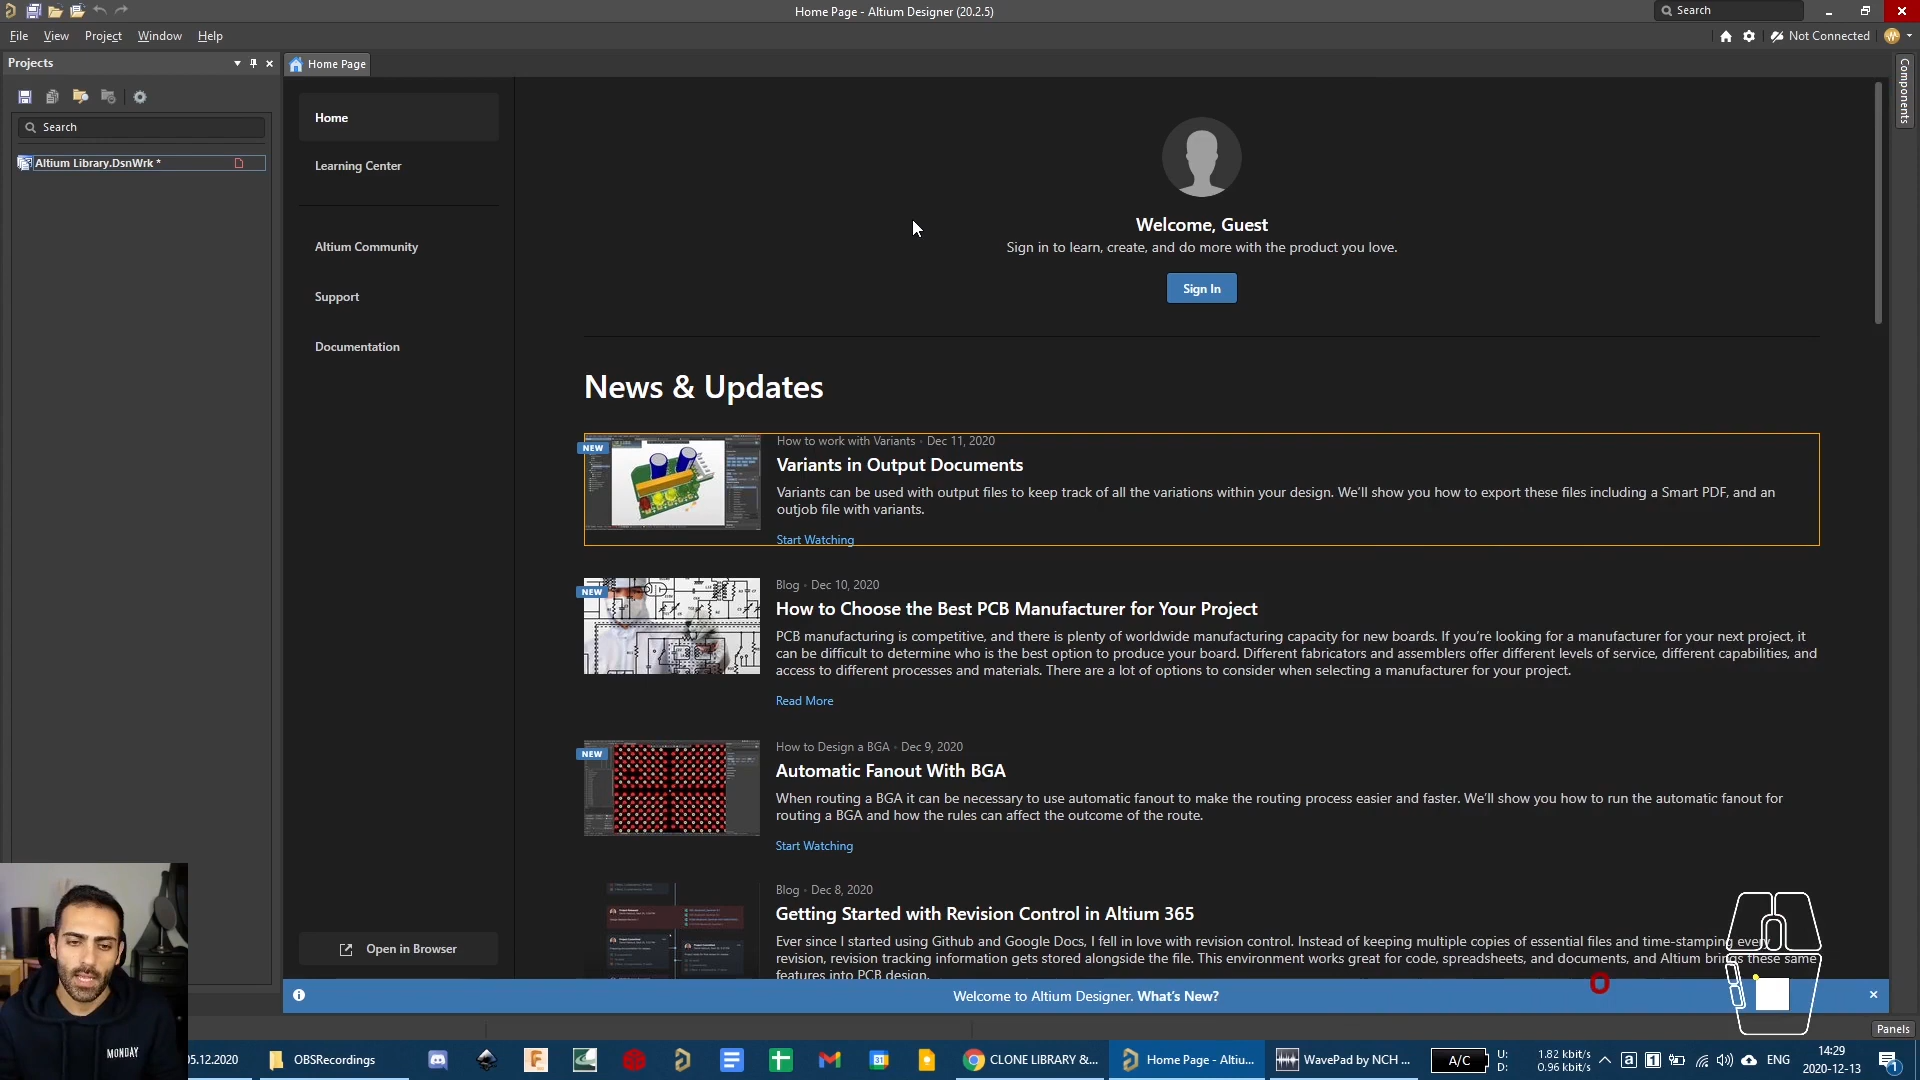 Home Page - Altium Designer (20.2.5)
Search
File View Project Window Help
Not Connected
Projects
Home Page
Components
Search
Altium Library.DsnWrk *
Home
Learning Center
Altium Community
Support
Documentation
Open in Browser
Welcome, Guest
Sign in to learn, create, and do more with the product you love.
Sign In
News & Updates
NEW
How to work with Variants • Dec 11, 2020
Variants in Output Documents
Variants can be used with output files to keep track of all the variations within your design. We'll show you how to export these files including a Smart PDF, and an
outjob file with variants.
Start Watching
NEW
Blog • Dec 10, 2020
How to Choose the Best PCB Manufacturer for Your Project
PCB manufacturing is competitive, and there is plenty of worldwide manufacturing capacity for new boards. If you're looking for a manufacturer for your next project, it
can be difficult to determine who is the best option to produce your board. Different fabricators and assemblers offer different levels of service, different capabilities, and
access to different processes and materials. There are a lot of options to consider when selecting a manufacturer for your project.
Read More
NEW
How to Design a BGA • Dec 9, 2020
Automatic Fanout With BGA
When routing a BGA it can be necessary to use automatic fanout to make the routing process easier and faster. We'll show you how to run the automatic fanout for
routing a BGA and how the rules can affect the outcome of the route.
Start Watching
Blog • Dec 8, 2020
Getting Started with Revision Control in Altium 365
Ever since I started using Github and Google Docs, I fell in love with revision control. Instead of keeping multiple copies of essential files and time-stamping every
revision, revision tracking information gets stored alongside the file. This environment works great for code, spreadsheets, and documents, and Altium brings these same
features into PCB design.
Welcome to Altium Designer. What's New?
Panels
MONDAY
05.12.2020
OBSRecordings
CLONE LIBRARY &...
Home Page - Altiu...
WavePad by NCH ...
A/C
U: 1.82 kbit/s
D: 0.96 kbit/s
ENG
14:29
2020-12-13